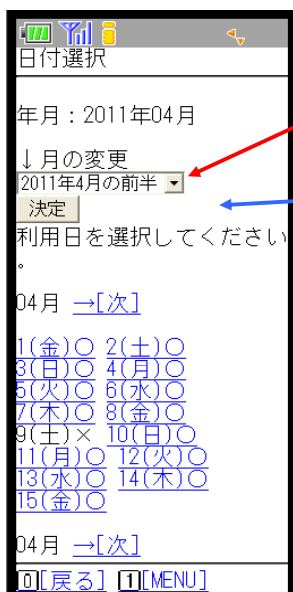 日付選択
年月：2011年04月
↓月の変更
2011年4月の前半
決定
利用日を選択してください
。
04月 →[次]
1(金)○ 2(土)○
3(日)○ 4(月)○
5(火)○ 6(水)○
7(木)○ 8(金)○
9(土)× 10(日)○
11(月)○ 12(火)○
13(水)○ 14(木)○
15(金)○
04月 →[次]
0[戻る] 1[MENU]